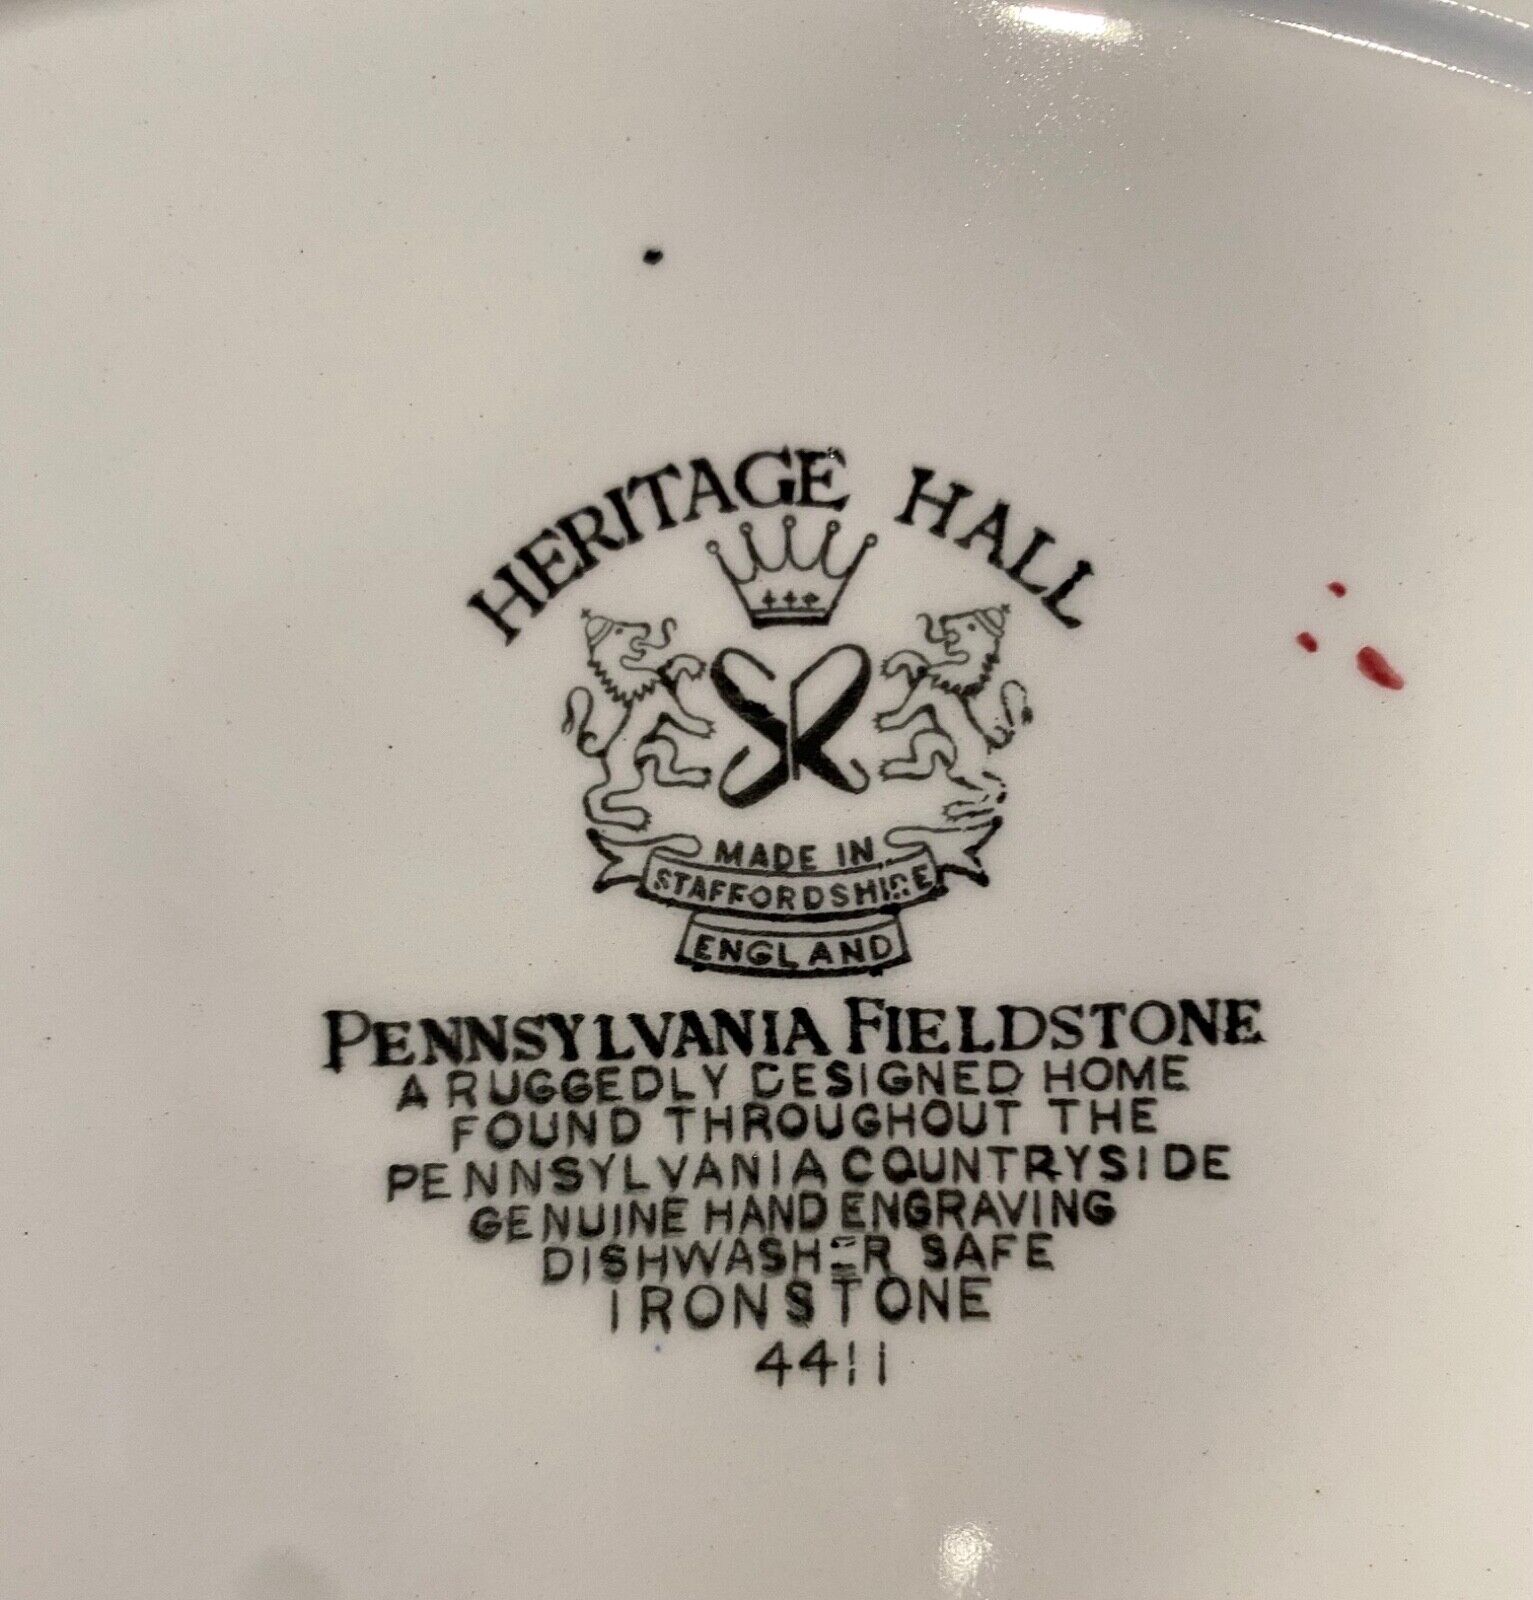 HERITAGE HALL
MADE IN
STAFFORDSHIRE
ENGLAND
PENNSYLVANIA FIELDSTONE
A RUGGEDLY DESIGNED HOME
FOUND THROUGHOUT THE
PENNSYLVANIA COUNTRYSIDE
GENUINE HAND ENGRAVING
DISHWASHER SAFE
IRONSTONE
4411